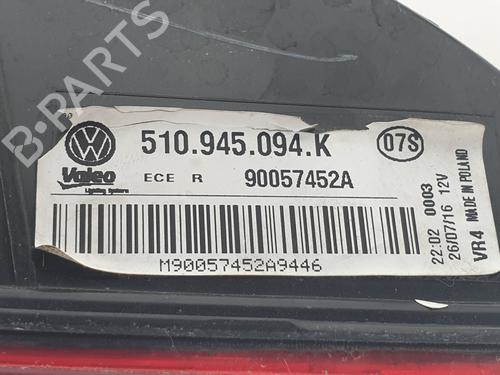 510.945.094.K
07S
Valeo
Lighting Systems
ECE R 90057452A
M90057452A9446
22:02 0003
26/07/16 12V
VR4 MADE IN POLAND
B-PARTS